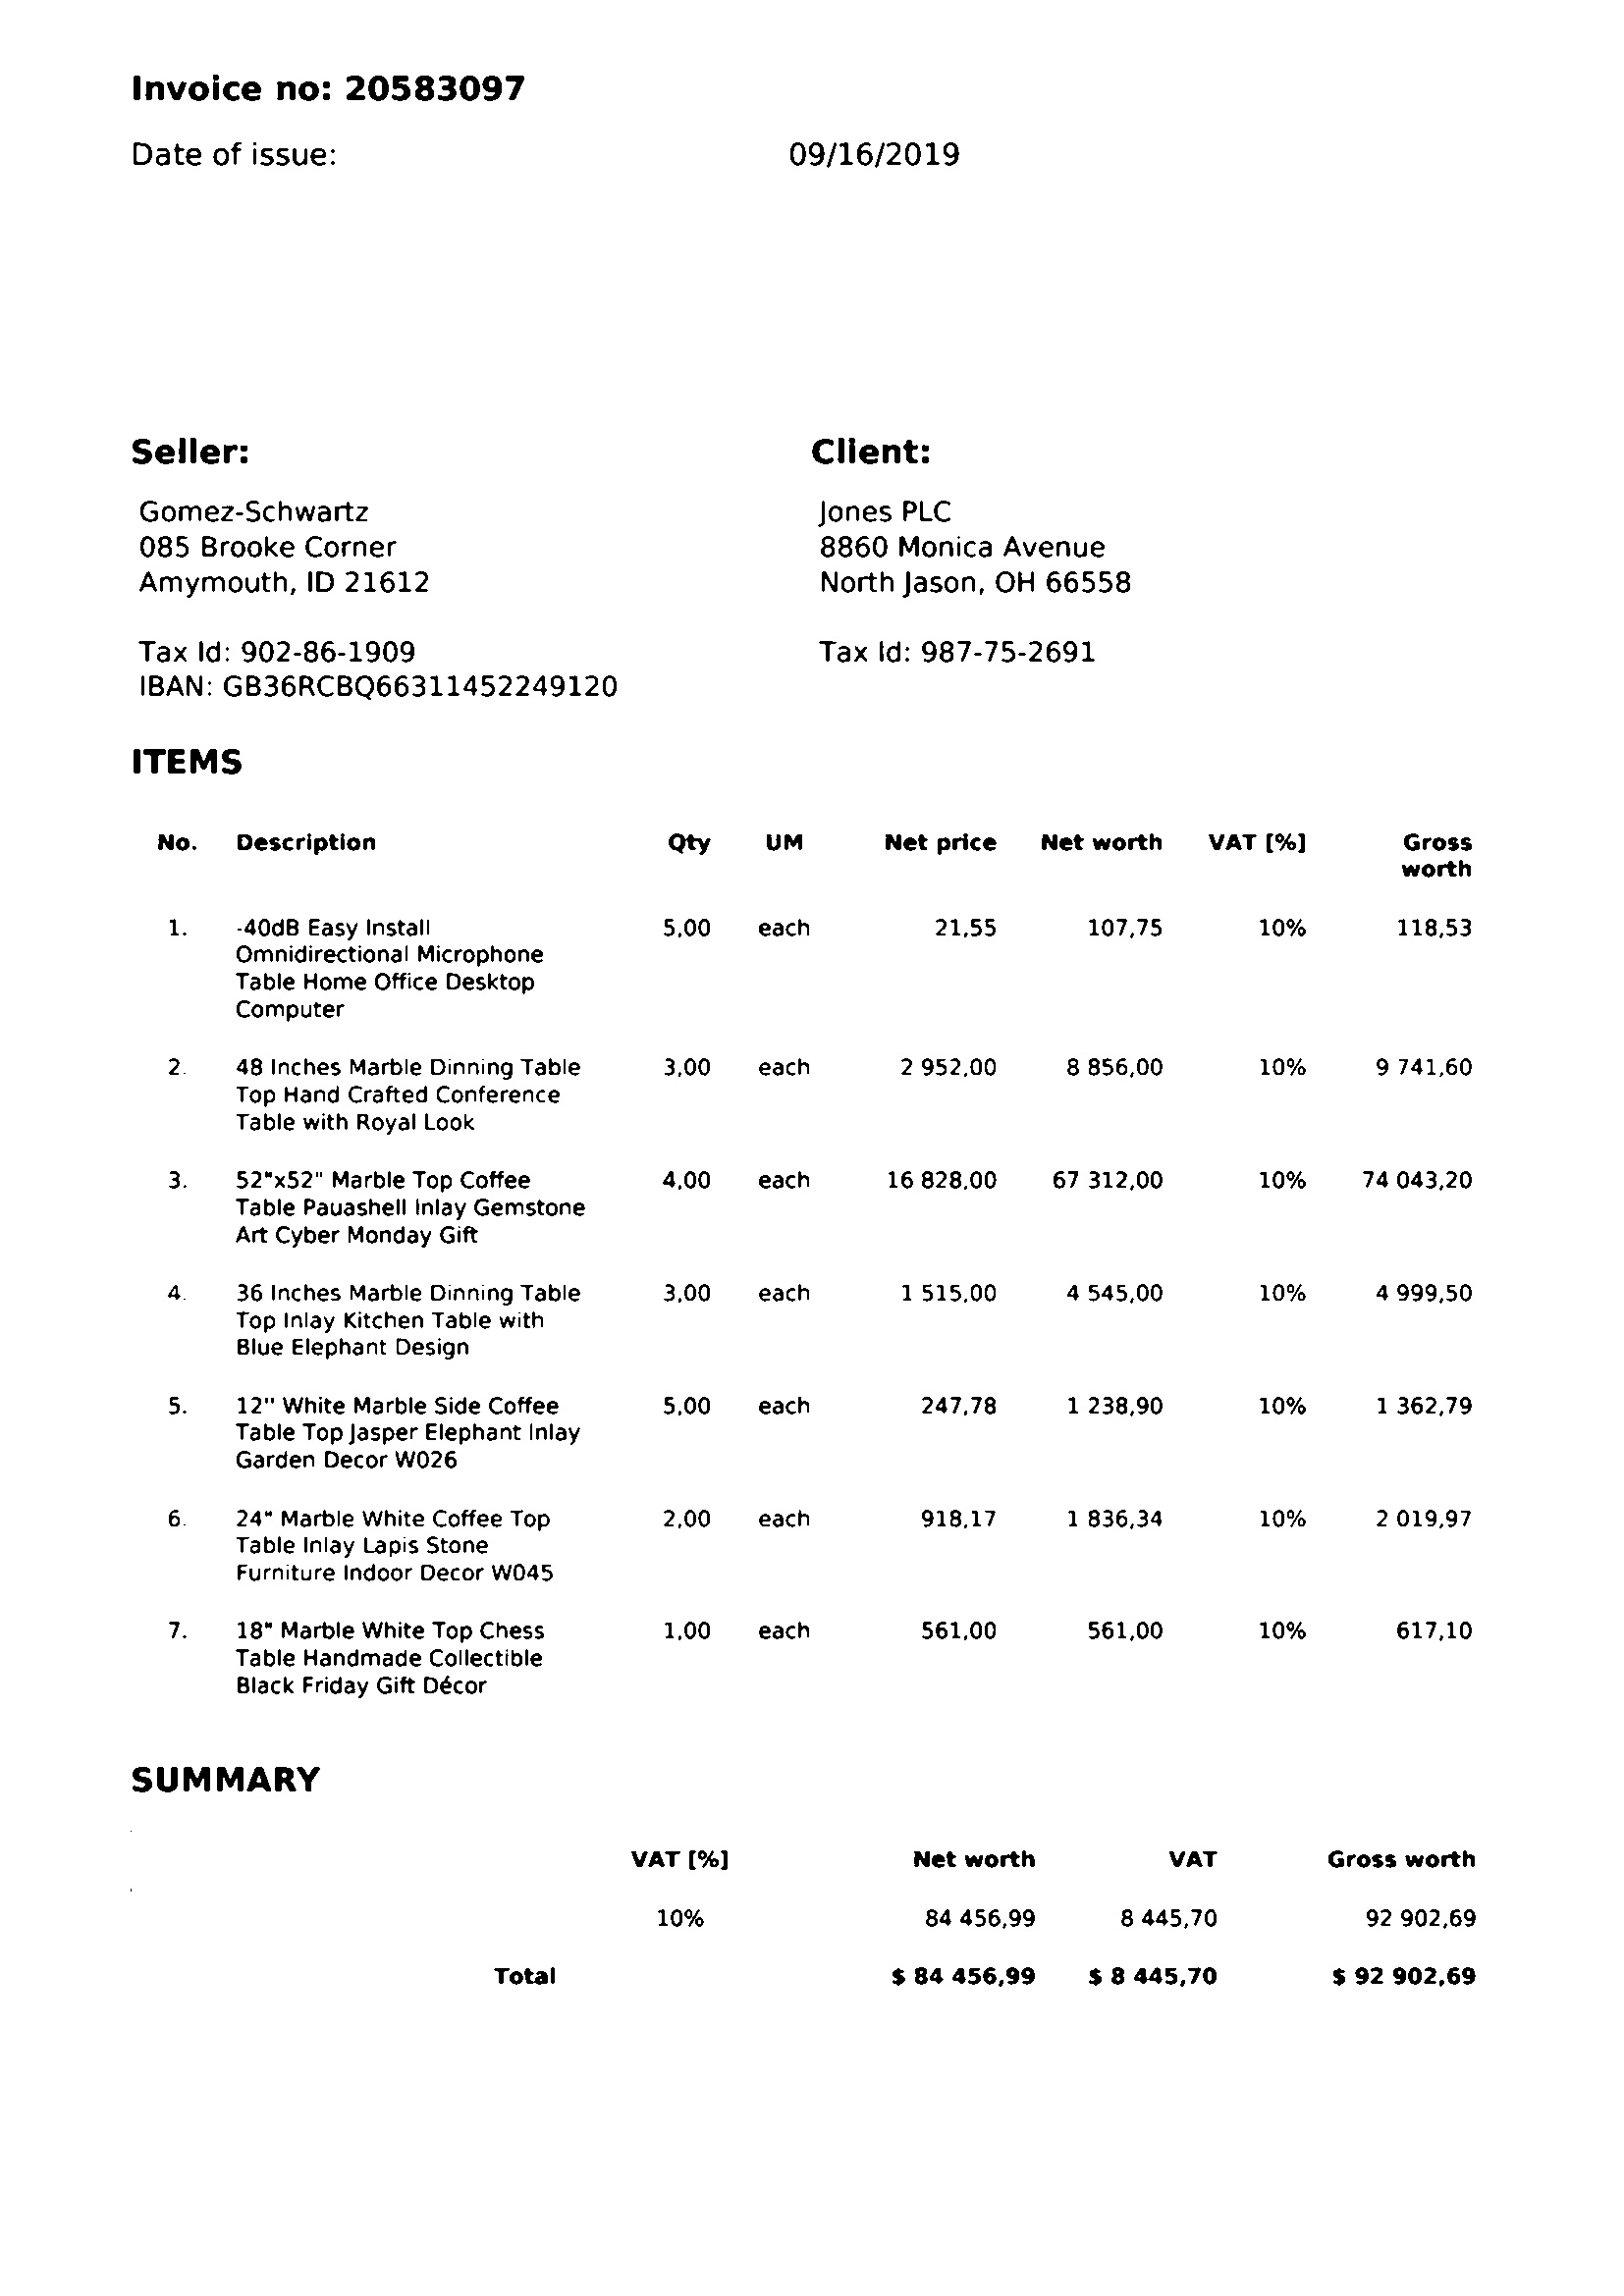 Invoice no: 20583097
Date of issue: 09/16/2019
Seller: Client:
Gomez-Schwartz Jones PLC
085 Brooke Corner 8860 Monica Avenue
Amymouth, ID 21612 North Jason, OH 66558
Tax Id: 902-86-1909 Tax Id: 987-75-2691
IBAN: GB36RCBQ66311452249120
ITEMS
No. Description Qty UM Net price Net worth VAT [%] Gross
worth
1. -40dB Easy Install 5,00 each 21,55 107,75 10% 118,53
Omnidirectional Microphone
Table Home Office Desktop
Computer
2. 48 Inches Marble Dinning Table 3,00 each 2 952,00 8 856,00 10% 9 741,60
Top Hand Crafted Conference
Table with Royal Look
3. 52"x52" Marble Top Coffee 4,00 each 16 828,00 67 312,00 10% 74 043,20
Table Pauashell Inlay Gemstone
Art Cyber Monday Gift
4. 36 Inches Marble Dinning Table 3,00 each 1 515,00 4 545,00 10% 4 999,50
Top Inlay Kitchen Table with
Blue Elephant Design
5. 12" White Marble Side Coffee 5,00 each 247,78 1 238,90 10% 1 362,79
Table Top Jasper Elephant Inlay
Garden Decor W026
6. 24" Marble White Coffee Top 2,00 each 918,17 1 836,34 10% 2 019,97
Table Inlay Lapis Stone
Furniture Indoor Decor W045
7. 18" Marble White Top Chess 1,00 each 561,00 561,00 10% 617,10
Table Handmade Collectible
Black Friday Gift Décor
SUMMARY
VAT [%] Net worth VAT Gross worth
10% 84 456,99 8 445,70 92 902,69
Total $ 84 456,99 $ 8 445,70 $ 92 902,69